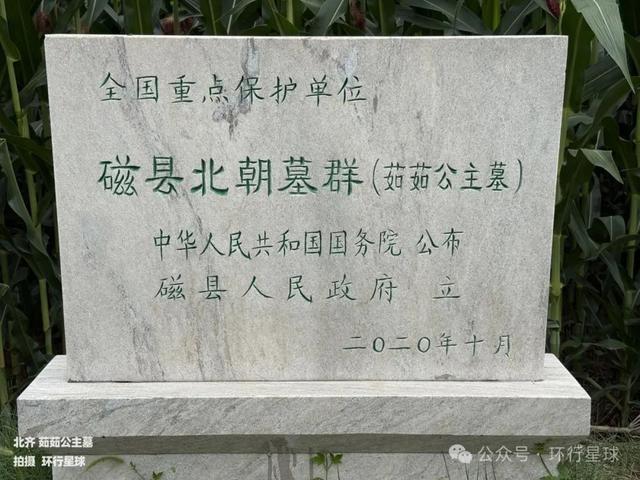 全国重点保护单位
磁县北朝墓群(茹茹公主墓)
中华人民共和国国务院 公布
磁县人民政府 立
二〇二〇年十月
北齐 茹茹公主墓
拍摄 环行星球
公众号·环行星球